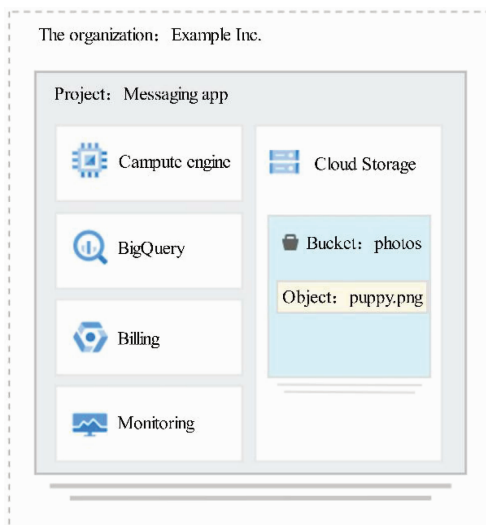 The organization： Example Inc.
Project： Messaging app
Campute engine
BigQuery
Billing
Monitoring
Cloud Storage
Bucket： photos
Object： puppy.png